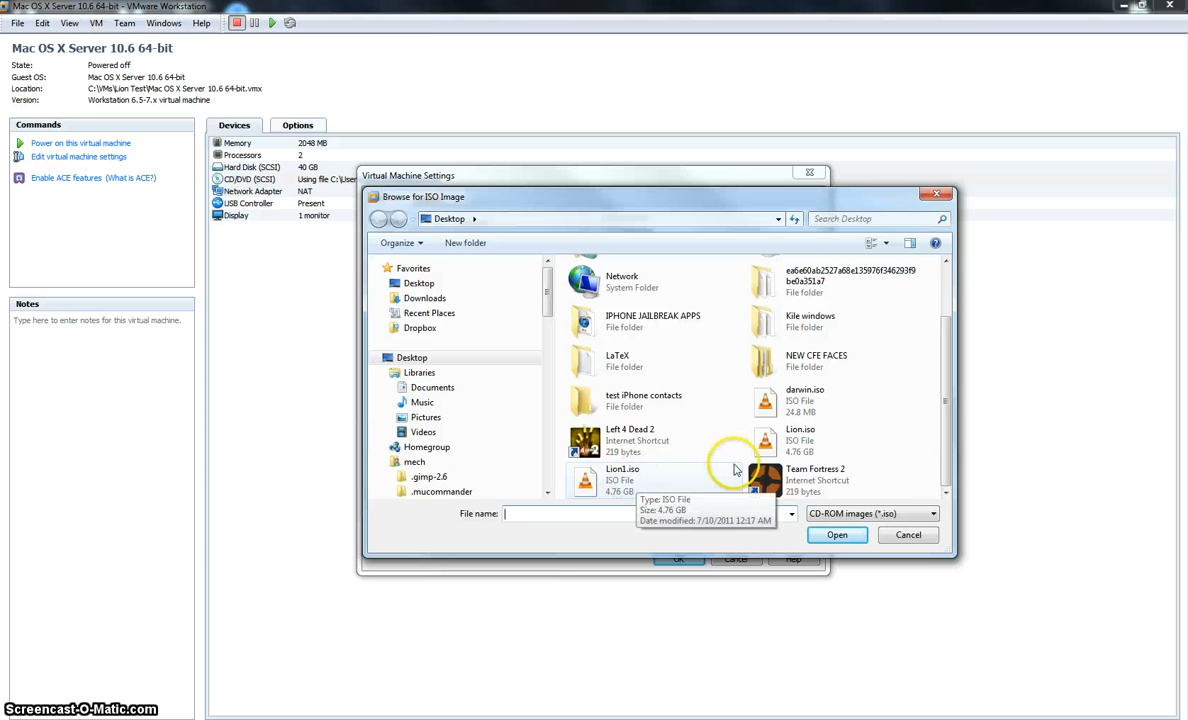 Mac OS X Server 10.6 64-bit - VMware Workstation
File Edit View VM Team Windows Help
Mac OS X Server 10.6 64-bit
State: Powered off
Guest OS: Mac OS X Server 10.6 64-bit
Location: C:\VMs\Lion Test\Mac OS X Server 10.6 64-bit.vmx
Version: Workstation 6.5-7.x virtual machine
Commands
Power on this virtual machine
Edit virtual machine settings
Enable ACE features (What is ACE?)
Notes
Type here to enter notes for this virtual machine.
Devices Options
Memory 2048 MB
Processors 2
Hard Disk (SCSI) 40 GB
CD/DVD (SCSI) Using file C:\User
Network Adapter NAT
USB Controller Present
Display 1 monitor
Virtual Machine Settings
Browse for ISO Image
Desktop
Search Desktop
Organize New folder
Favorites
Desktop
Downloads
Recent Places
Dropbox
Desktop
Libraries
Documents
Music
Pictures
Videos
Homegroup
mech
.gimp-2.6
.mucommander
Network
System Folder
ea6e60ab2527a68e135976f346293f9
be0a351a7
File folder
IPHONE JAILBREAK APPS
File folder
Kile windows
File folder
LaTeX
File folder
NEW CFE FACES
File folder
test iPhone contacts
File folder
darwin.iso
ISO File
24.8 MB
Left 4 Dead 2
Internet Shortcut
219 bytes
Lion.iso
ISO File
4.76 GB
Lion1.iso
ISO File
4.76 GB
Team Fortress 2
Internet Shortcut
219 bytes
Type: ISO File
Size: 4.76 GB
Date modified: 7/10/2011 12:17 AM
File name:
CD-ROM images (*.iso)
Open Cancel
OK Cancel Help
Screencast-O-Matic.com